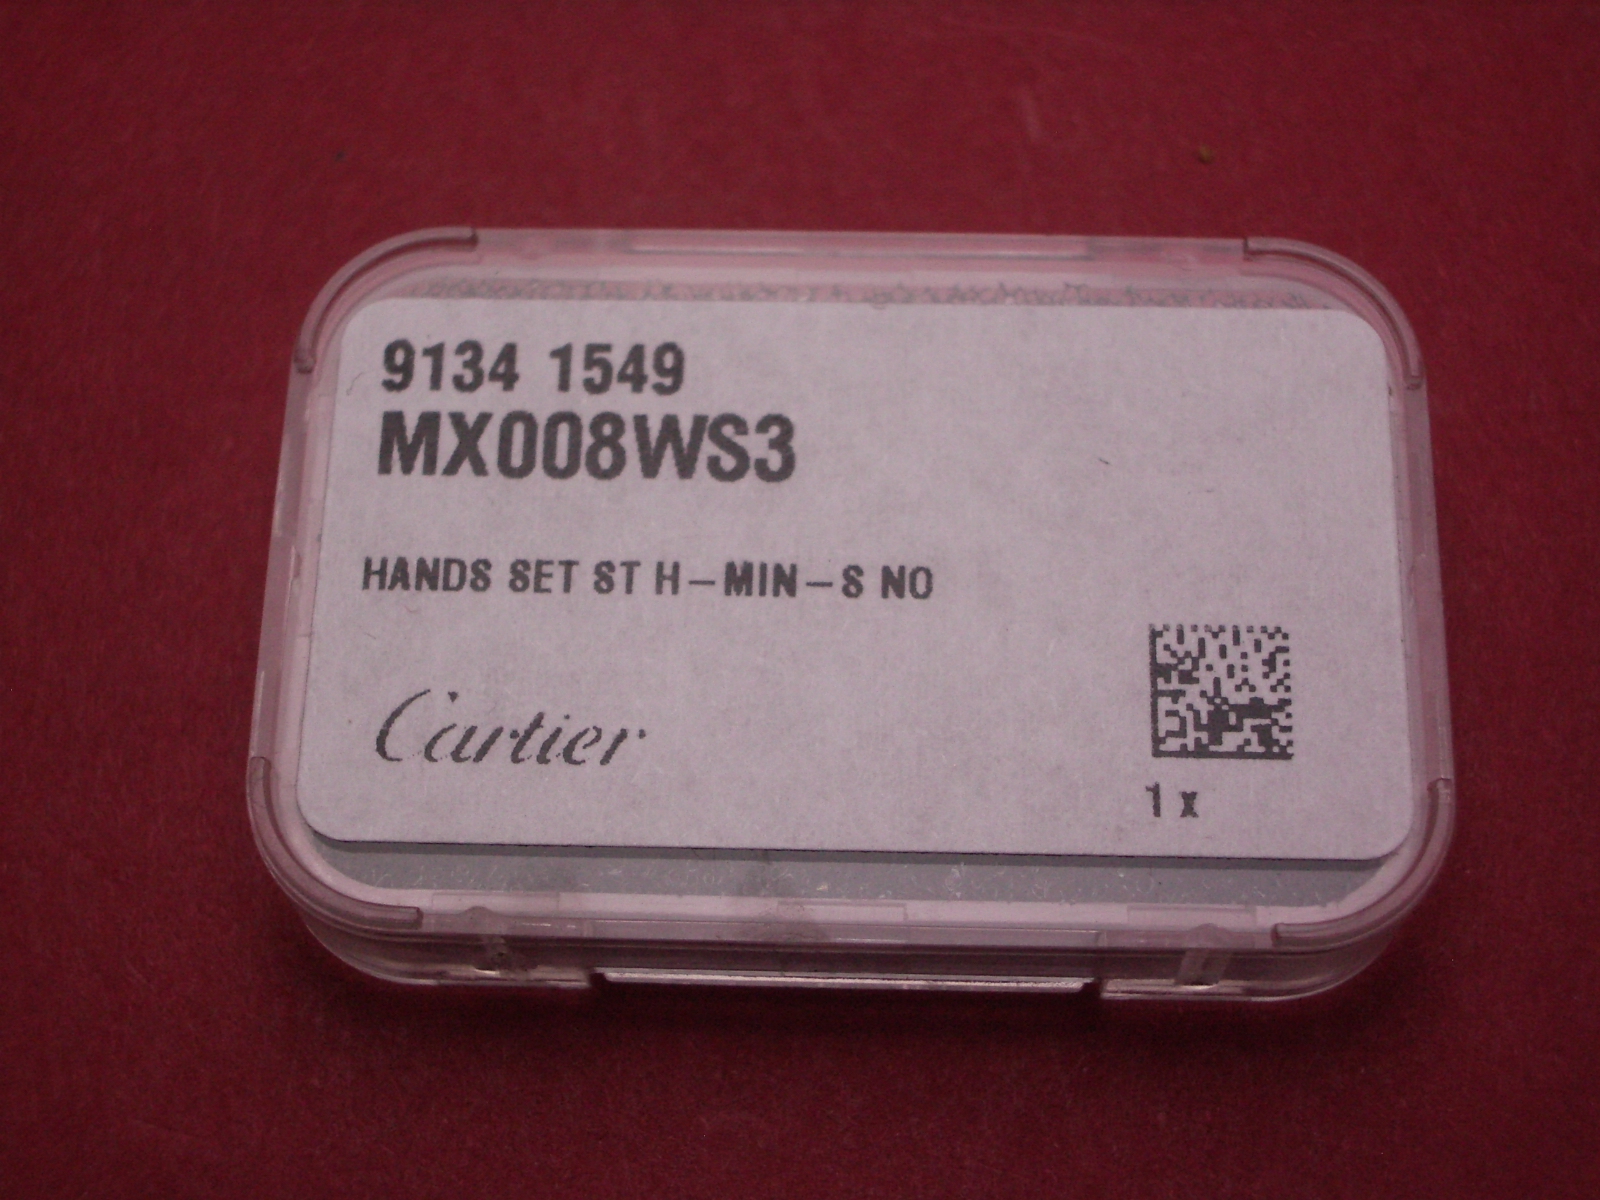 9134 1549
MX008WS3
HANDS SET ST H-MIN-S NO
Cartier
1 x